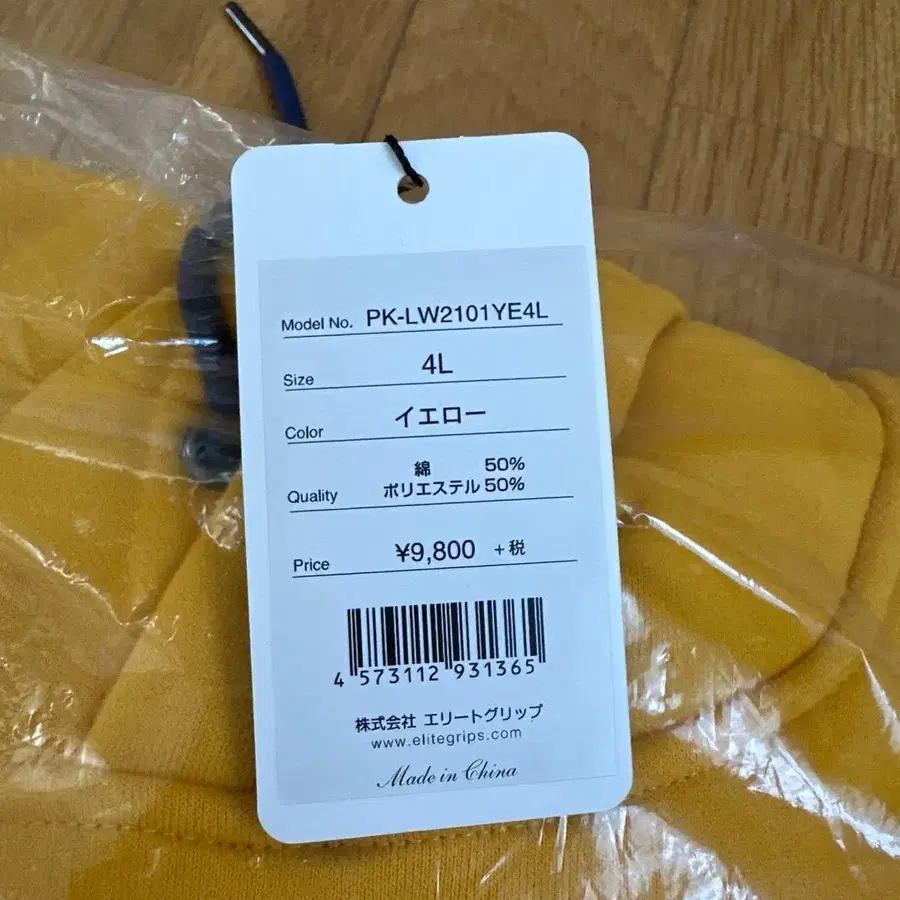 Model No. PK-LW2101YE4L
Size 4L
Color イエロー
綿 50%
Quality ポリエステル 50%
Price ¥9,800 +税
4 573112 931365
株式会社 エリートグリップ
www.elitegrips.com
Made in China